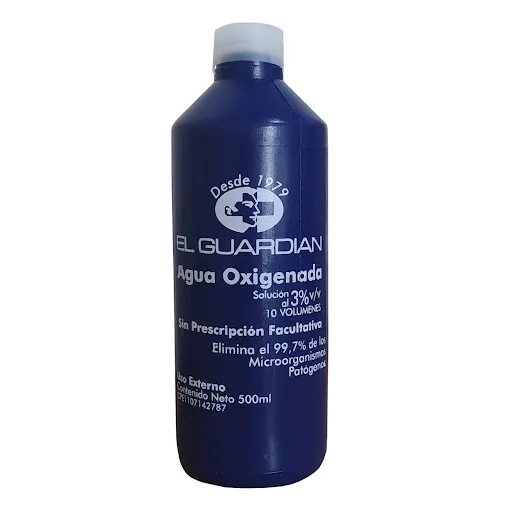 Desde 1979
EL GUARDIAN
Agua Oxigenada
Solución
al 3% v/v
10 VOLUMENES
Sin Prescripción Facultativa
Elimina el 99,7% de los
Microorganismos
Patógenos
Uso Externo
Contenido Neto 500ml
CPE1107142787